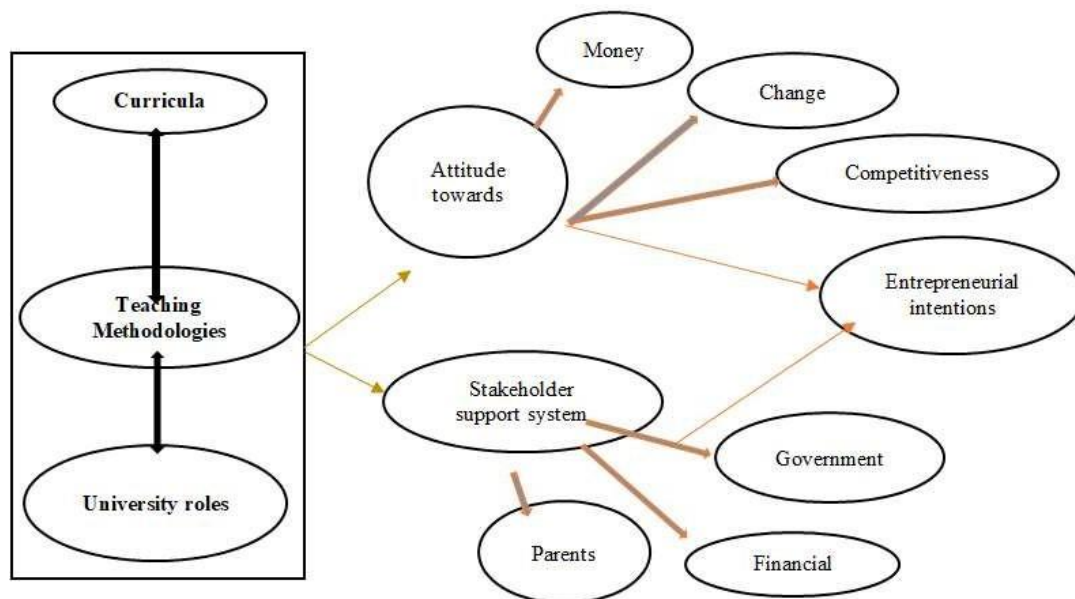 Curricula
Teaching
Methodologies
University roles
Attitude
towards
Money
Change
Competitiveness
Entrepreneurial
intentions
Stakeholder
support system
Government
Parents
Financial